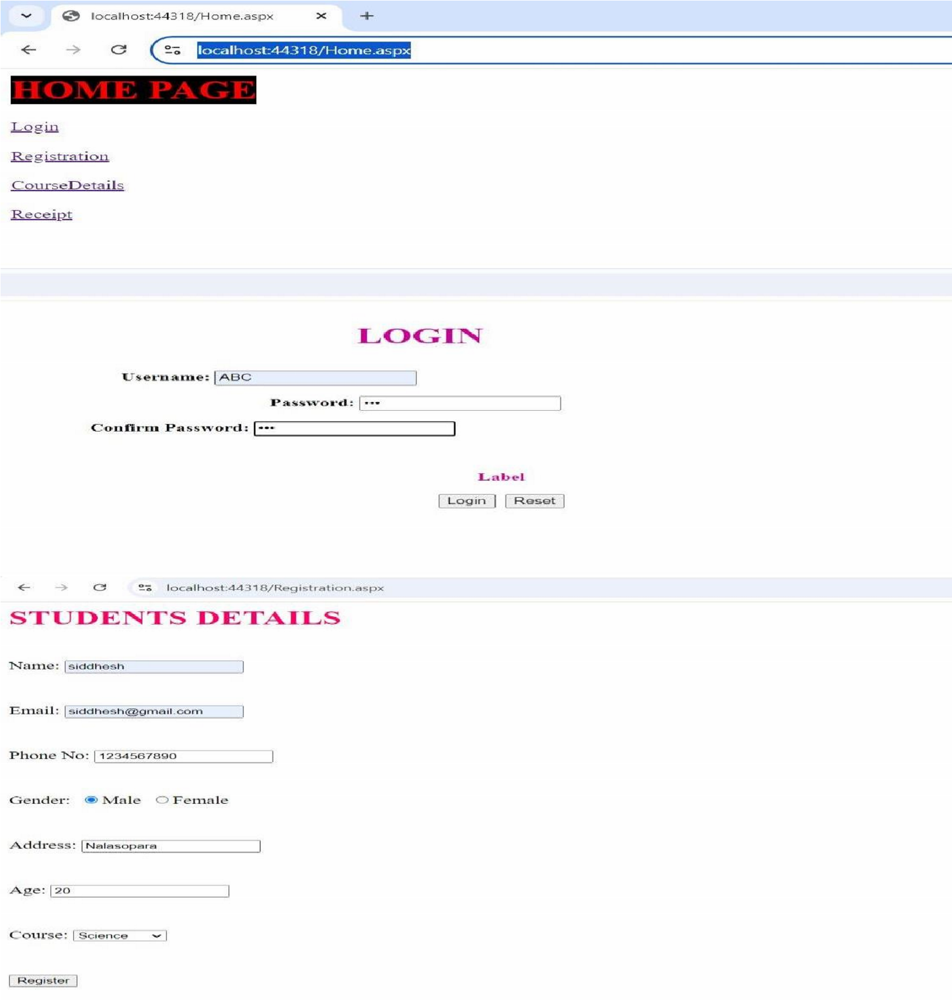 localhost:44318/Home.aspx
localhost:44318/Home.aspx
HOME PAGE
Login
Registration
CourseDetails
Receipt
LOGIN
Username: ABC
Password: •••
Confirm Password: •••
Label
Login Reset
localhost:44318/Registration.aspx
STUDENTS DETAILS
Name: siddhesh
Email: siddhesh@gmail.com
Phone No: 1234567890
Gender: Male Female
Address: Nalasopara
Age: 20
Course: Science
Register